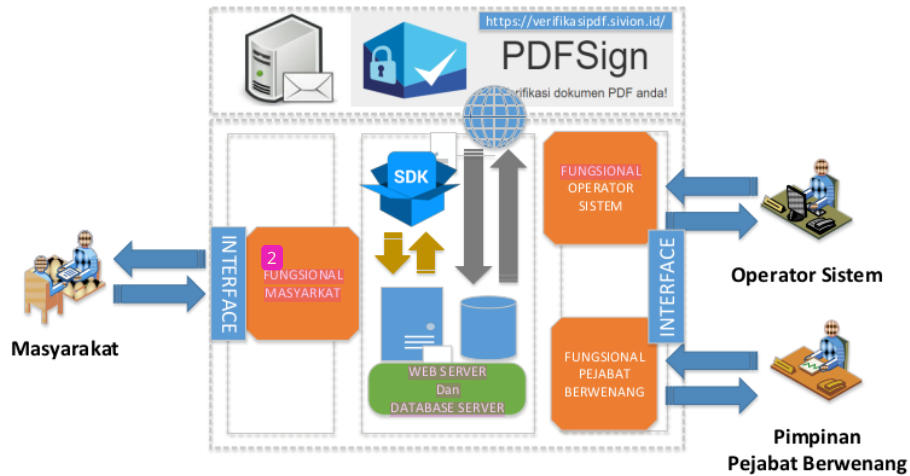 https://verifikasipdf.sivion.id/
PDFSign
erifikasi dokumen PDF anda!
SDK
FUNGSIONAL
OPERATOR
SISTEM
INTERFACE
2
FUNGSIONAL
MASYARKAT
INTERFACE
Operator Sistem
Masyarakat
WEB SERVER
Dan
DATABASE SERVER
FUNGSIONAL
PEJABAT
BERWENANG
Pimpinan
Pejabat Berwenang